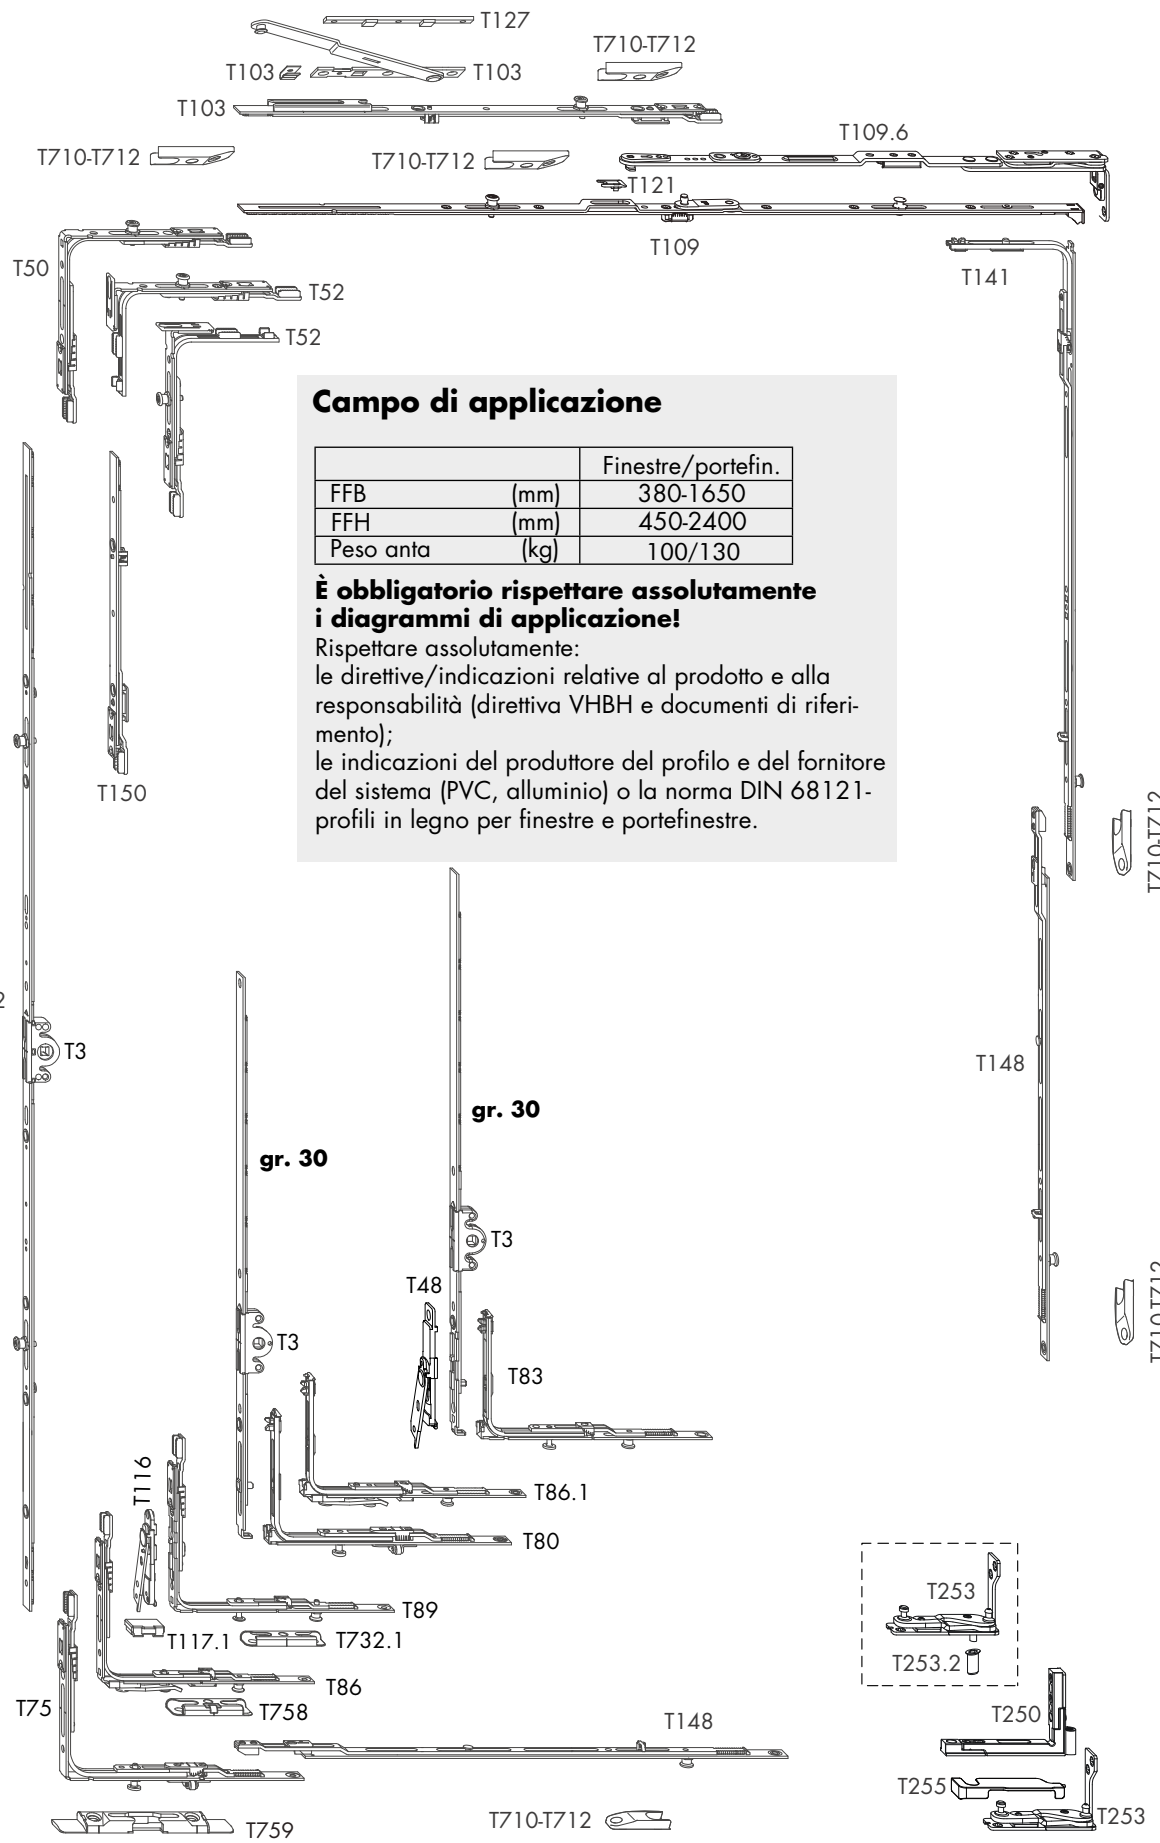 T127
T710-T712
T103
T103
T103
T109.6
T710-T712
T710-T712
T121
T109
T50
T141
T52
T52
Campo di applicazione
Finestre/portefin.
FFB (mm) 380-1650
FFH (mm) 450-2400
Peso anta (kg) 100/130
È obbligatorio rispettare assolutamente
i diagrammi di applicazione!
Rispettare assolutamente:
le direttive/indicazioni relative al prodotto e alla
responsabilità (direttiva VHBH e documenti di riferi-
mento);
le indicazioni del produttore del profilo e del fornitore
del sistema (PVC, alluminio) o la norma DIN 68121-
profili in legno per finestre e portefinestre.
T150
T710-T712
2
T3
T148
gr. 30
gr. 30
T3
T48
T710-T712
T3
T83
T116
T86.1
T80
T253
T89
T117.1
T732.1
T253.2
T86
T75
T758
T250
T148
T255
T759
T710-T712
T253